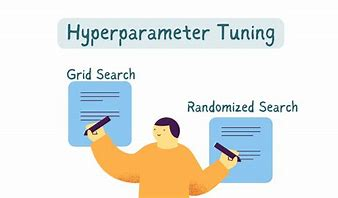 Hyperparameter Tuning
Grid Search
Randomized Search